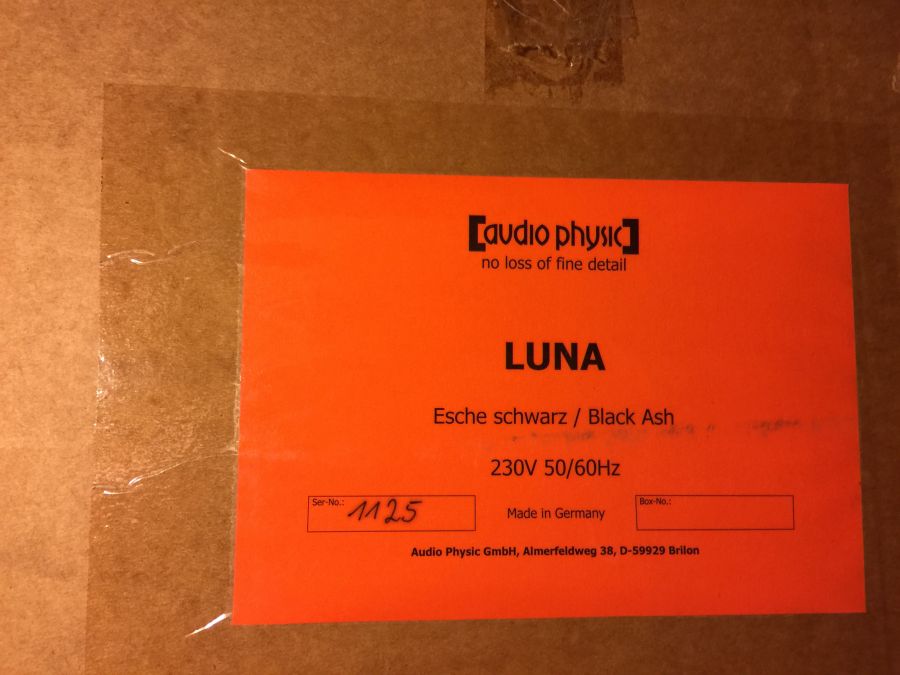 [audio physic]
no loss of fine detail
LUNA
Esche schwarz / Black Ash
230V 50/60Hz
Ser-No.: 1125 Made in Germany Box-No.:
Audio Physic GmbH, Almerfeldweg 38, D-59929 Brilon